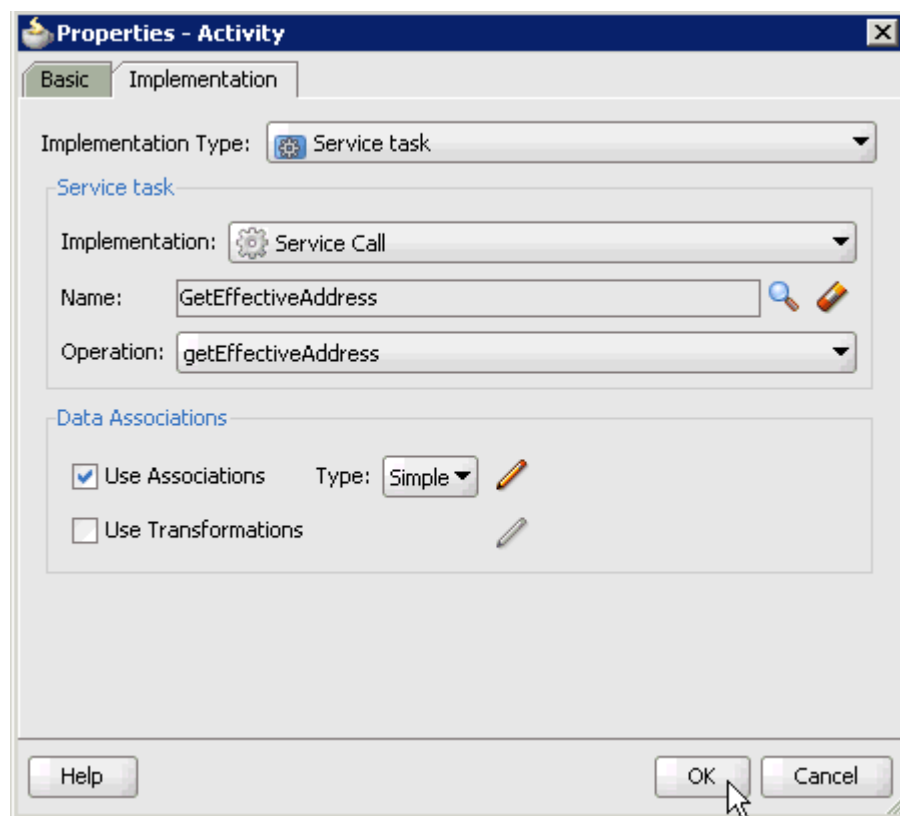 Properties - Activity
Basic Implementation
Implementation Type: Service task
Service task
Implementation: Service Call
Name: GetEffectiveAddress
Operation: getEffectiveAddress
Data Associations
Use Associations Type: Simple
Use Transformations
Help OK Cancel